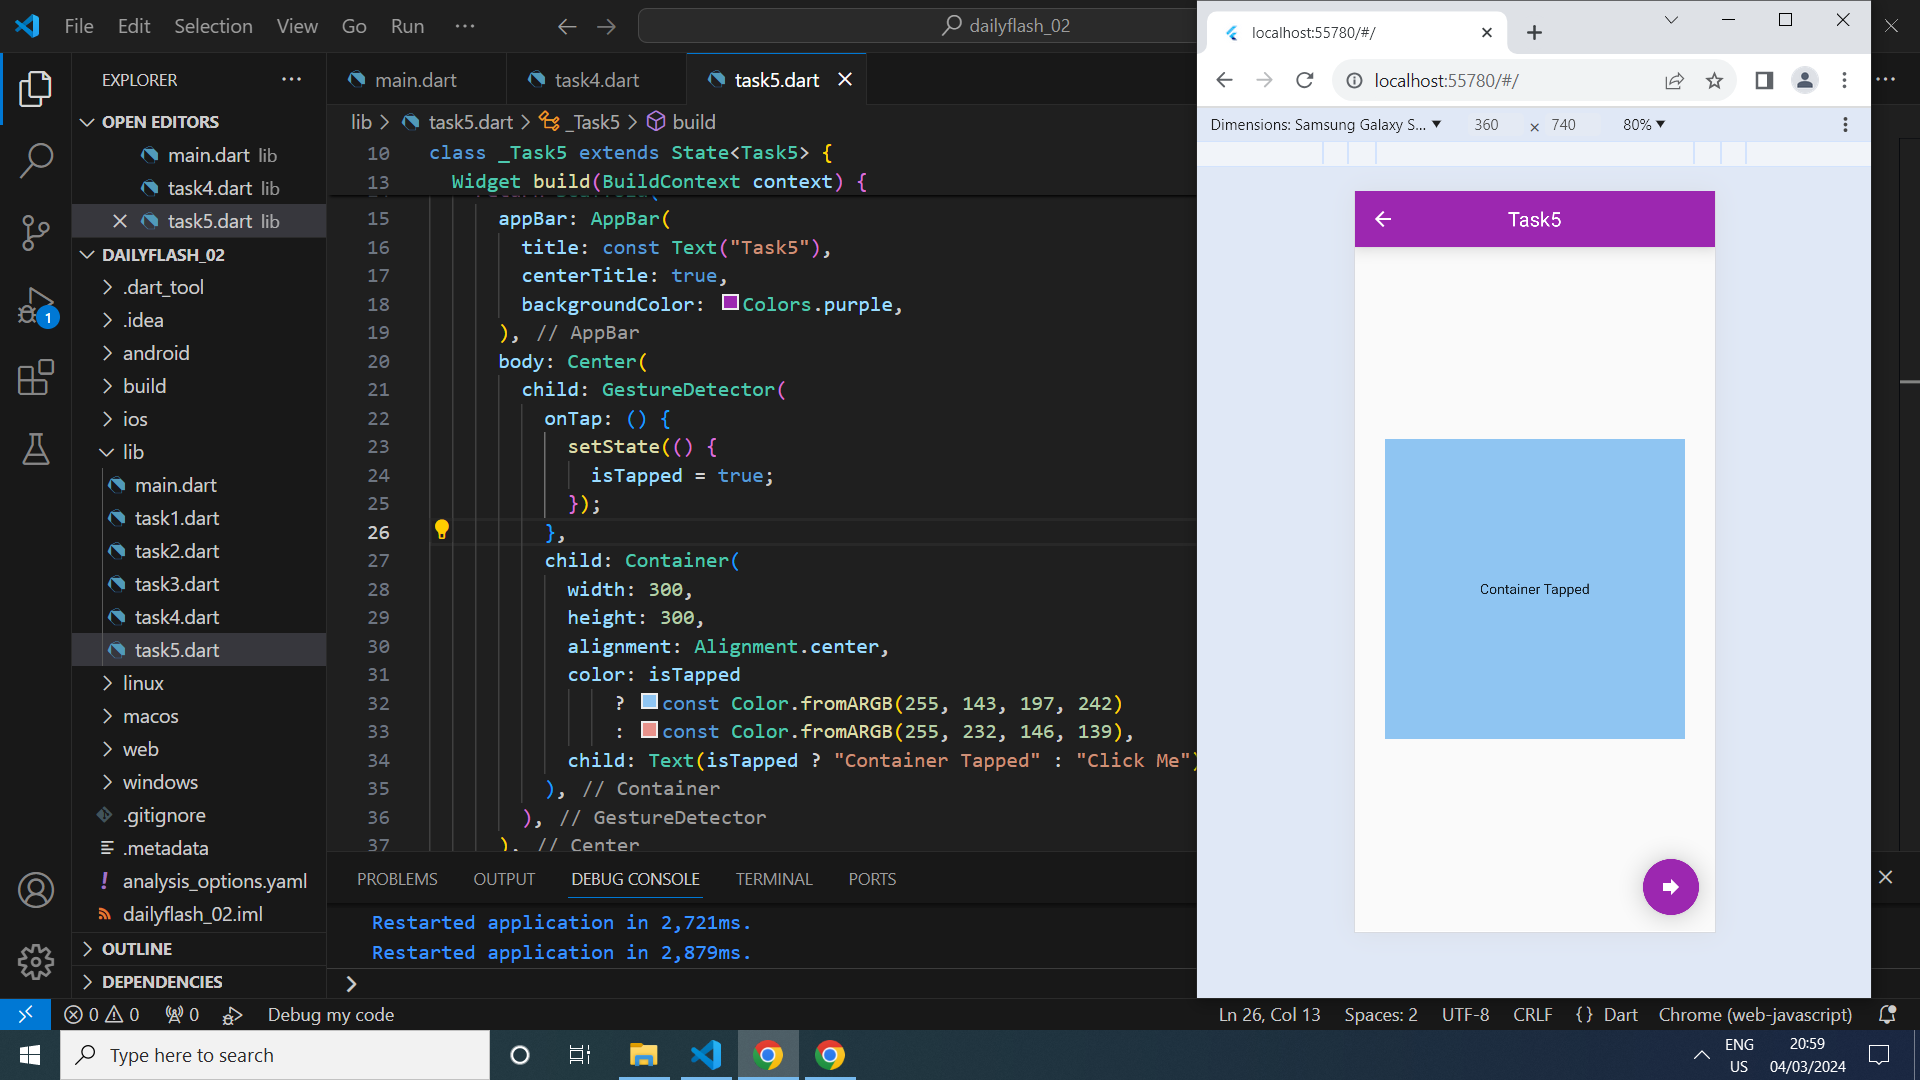 File Edit Selection View Go Run ···
dailyflash_02
EXPLORER
OPEN EDITORS
main.dart lib
task4.dart lib
task5.dart lib
DAILYFLASH_02
.dart_tool
.idea
android
build
ios
lib
main.dart
task1.dart
task2.dart
task3.dart
task4.dart
task5.dart
linux
macos
web
windows
.gitignore
.metadata
analysis_options.yaml
dailyflash_02.iml
OUTLINE
DEPENDENCIES
1
main.dart task4.dart task5.dart
lib > task5.dart > _Task5 > build
10 class _Task5 extends State<Task5> {
13 Widget build(BuildContext context) {
15 appBar: AppBar(
16 title: const Text("Task5"),
17 centerTitle: true,
18 backgroundColor: Colors.purple,
19 ), // AppBar
20 body: Center(
21 child: GestureDetector(
22 onTap: () {
23 setState(() {
24 isTapped = true;
25 });
26 },
27 child: Container(
28 width: 300,
29 height: 300,
30 alignment: Alignment.center,
31 color: isTapped
32 ? const Color.fromARGB(255, 143, 197, 242)
33 : const Color.fromARGB(255, 232, 146, 139),
34 child: Text(isTapped ? "Container Tapped" : "Click Me")
35 ), // Container
36 ), // GestureDetector
37 ), // Center
PROBLEMS OUTPUT DEBUG CONSOLE TERMINAL PORTS
Restarted application in 2,721ms.
Restarted application in 2,879ms.
>
localhost:55780/#/
localhost:55780/#/
Dimensions: Samsung Galaxy S... 360 × 740 80%
Task5
Container Tapped
0 0 0 Debug my code
Ln 26, Col 13 Spaces: 2 UTF-8 CRLF {} Dart Chrome (web-javascript)
Type here to search
ENG
US
20:59
04/03/2024